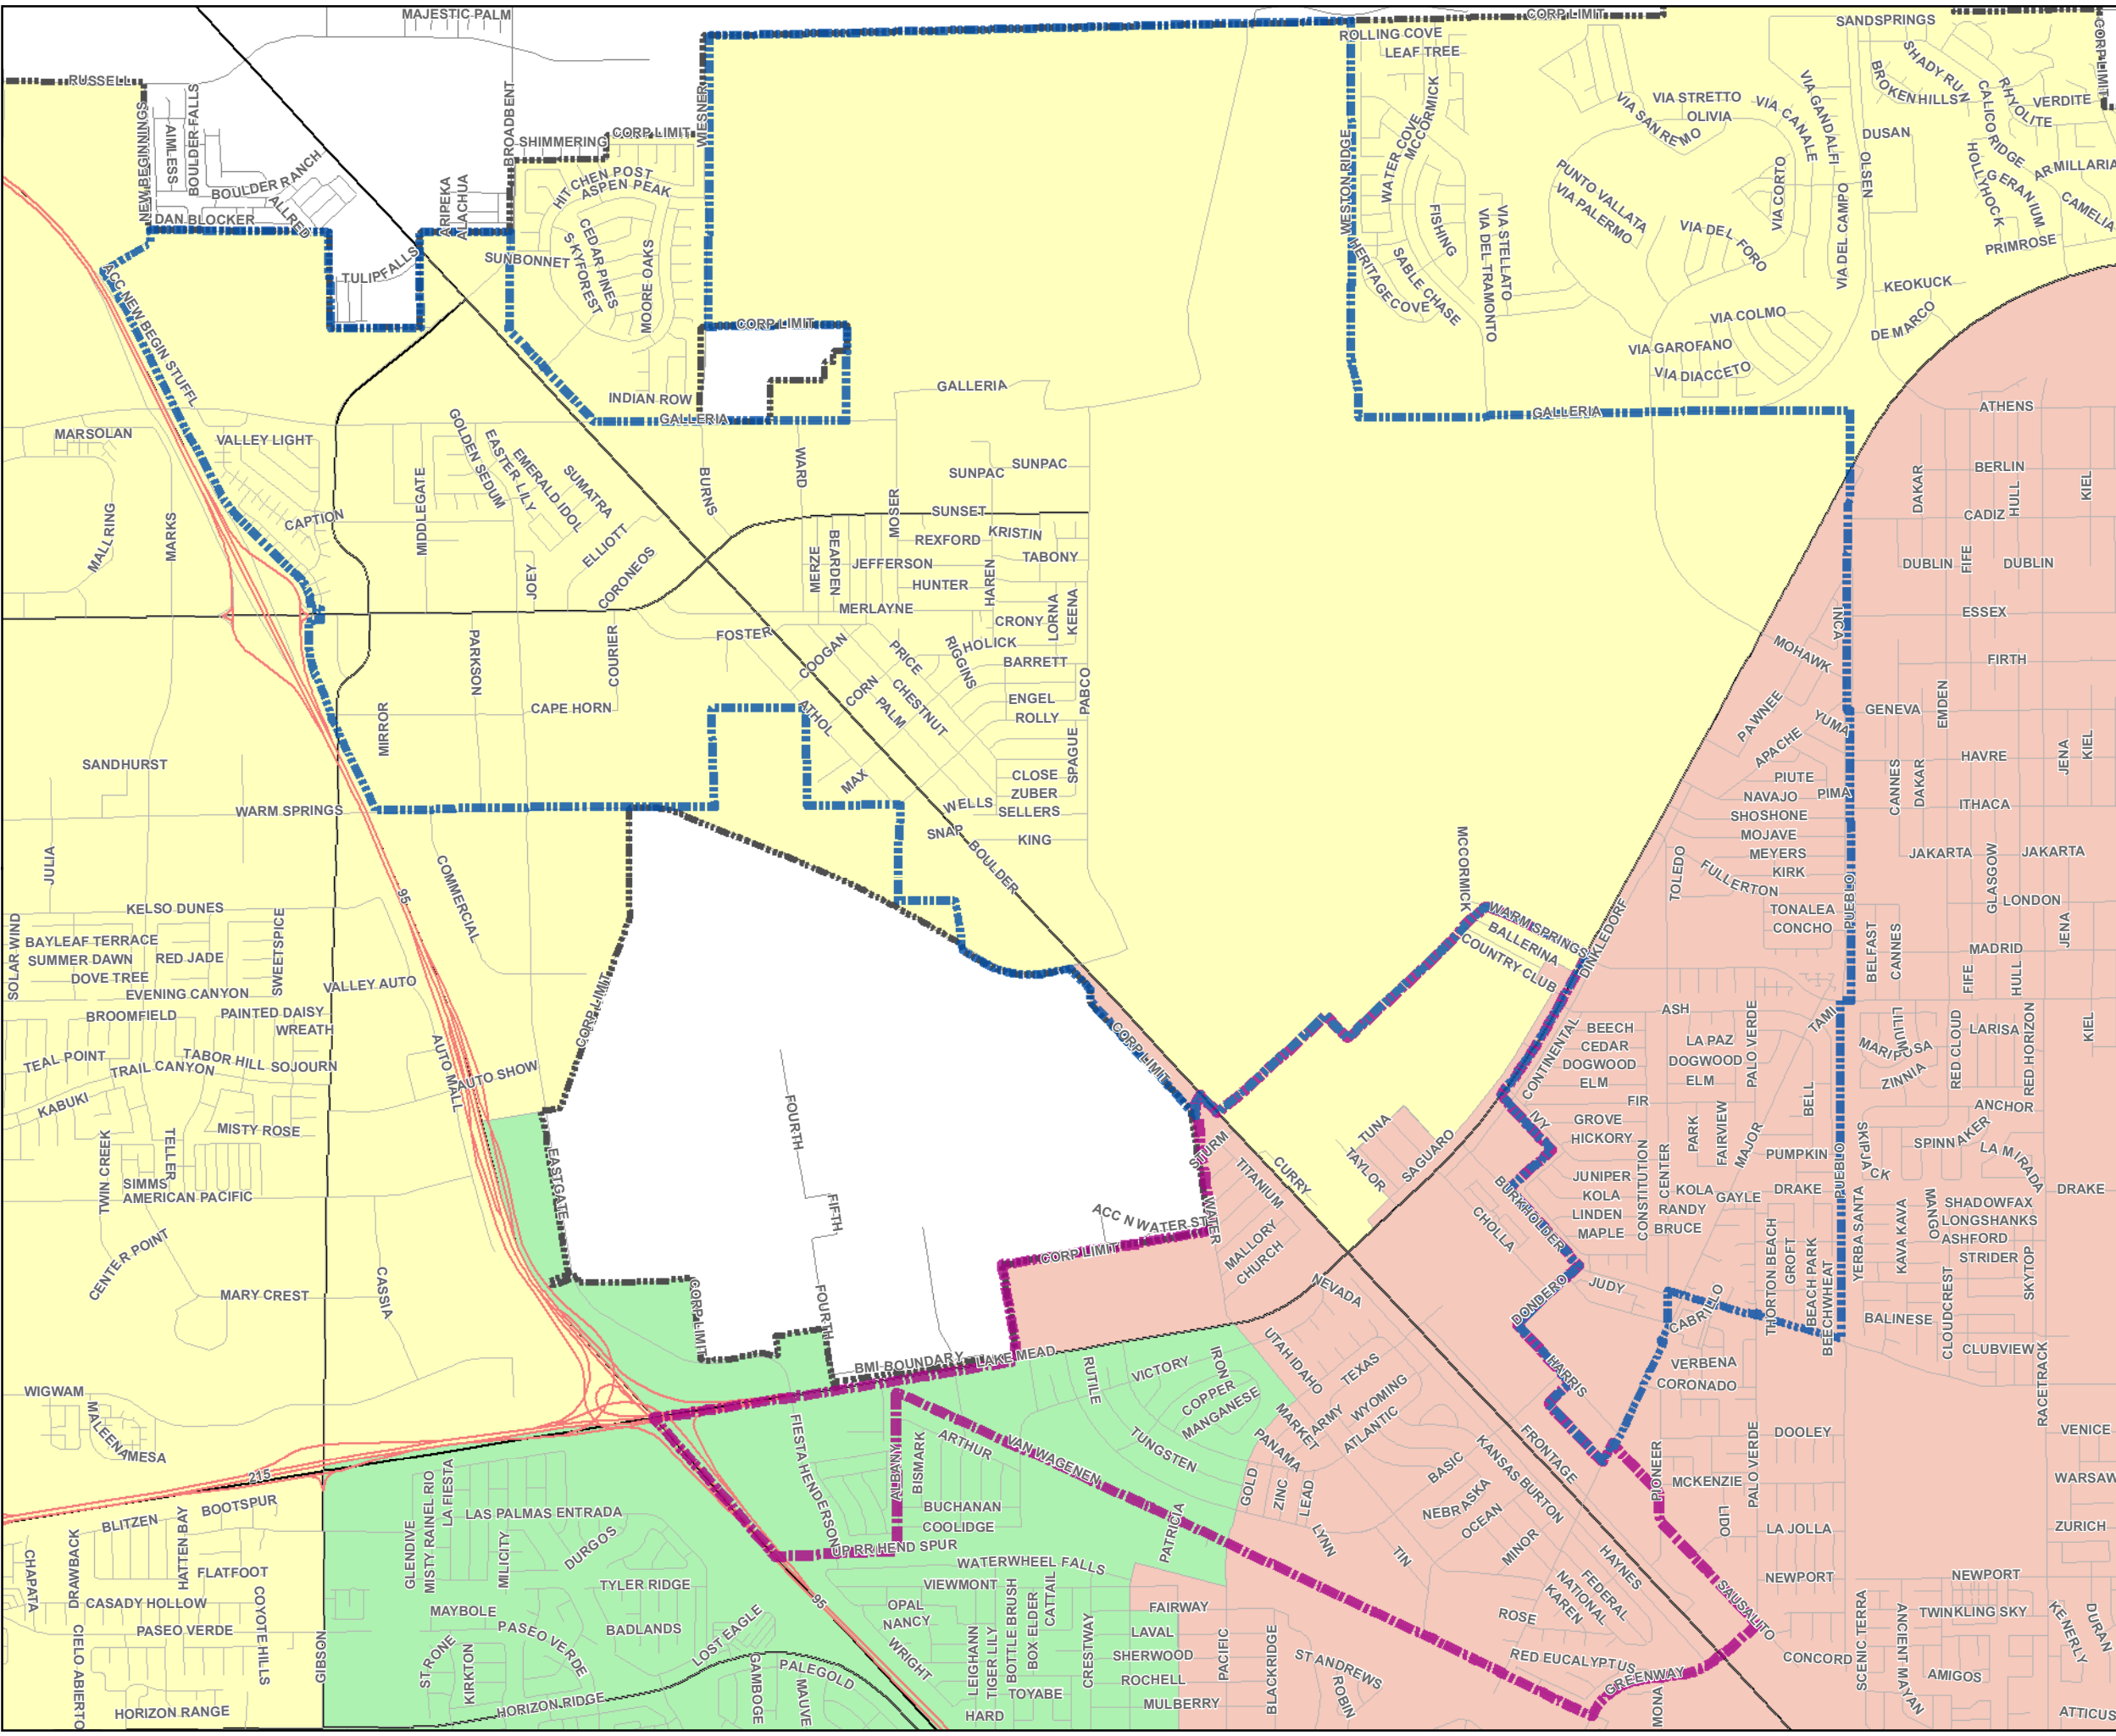 MAJESTIC PALM
CORP LIMIT
SANDSPRINGS
CORP LIMIT
ROLLING COVE
LEAF TREE
RUSSELL
SHADY RUN
BROKEN HILLS
RHYOLITE
VERDITE
CALICO RIDGE
NEW BEGINNINGS
AIMLESS
BOULDER FALLS
BROADBENT
WIESNER
CORP LIMIT
SHIMMERING
WATER COVE
MCCORMICK
VIA STRETTO
OLIVIA
VIA SAN REMO
VIA CANALE
VIA GANDALFI
DUSAN
OLSEN
HOLLYHOCK
ARMILLARIA
GERANIUM
CAMELIA
PRIMROSE
BOULDER RANCH
ALLRED
DAN BLOCKER
ARIPEKA
ALACHUA
HITCHEN POST
ASPEN PEAK
CEDAR PINES
SKYFOREST
MOORE OAKS
SUNBONNET
TULIP FALLS
WESTON RIDGE
HERITAGE COVE
FISHING
SABLE CHASE
VIA DEL TRAMONTO
VIA STELLATO
PUNTO VALLATA
VIA PALERMO
VIA CORTO
VIA DEL FORO
VIA DEL CAMPO
KEOKUCK
DE MARCO
VIA COLMO
VIA GAROFANO
VIA DIACCETO
ACC NEW BEGIN STUFFL
CORP LIMIT
INDIAN ROW
GALLERIA
GALLERIA
GALLERIA
ATHENS
MARSOLAN
VALLEY LIGHT
GOLDEN SEDUM
EASTER LILY
EMERALD IDOL
SUMATRA
MIDDLEGATE
BURNS
WARD
MOSER
SUNPAC
SUNPAC
SUNSET
BERLIN
DAKAR
HULL
KIEL
CADIZ
MALL RING
MARKS
CAPTION
ELLIOTT
CORONEOS
JOEY
MERZE
BEARDEN
REXFORD
KRISTIN
TABONY
JEFFERSON
HUNTER
HAREN
MERLAYNE
LORNA
KEENA
CRONY
DUBLIN
FIFE
DUBLIN
ESSEX
INCA
FIRTH
MOHAWK
FOSTER
COOGAN
PRICE
RIGGINS
HOLICK
BARRETT
PARKSON
COURIER
CORN
CHESTNUT
PALM
ENGEL
ROLLY
PABCO
CAPE HORN
ATHOL
MIRROR
PAWNEE
APACHE
YUMA
GENEVA
EMDEN
HAVRE
JENA
KIEL
SANDHURST
WARM SPRINGS
MAX
SPAGUE
CLOSE
ZUBER
SELLERS
WELLS
SNAP
KING
BOULDER
PIUTE
NAVAJO
PIMA
SHOSHONE
MOJAVE
MEYERS
KIRK
FULLERTON
TONALEA
CONCHO
TOLEDO
PUEBLO
CANNES
DAKAR
ITHACA
JAKARTA
JAKARTA
GLASGOW
LONDON
JENA
MADRID
BELFAST
CANNES
FIFE
HULL
JULIA
95
COMMERCIAL
MCCORMICK
WARM SPRINGS
BALLERINA
COUNTRY CLUB
DINKLEDORF
KELSO DUNES
SOLAR WIND
BAYLEAF TERRACE
SUMMER DAWN
RED JADE
DOVE TREE
EVENING CANYON
SWEETSPICE
VALLEY AUTO
BROOMFIELD
PAINTED DAISY
WREATH
CORP LIMIT
TEAL POINT
TABOR HILL
SOJOURN
TRAIL CANYON
KABUKI
AUTO MALL
AUTO SHOW
MISTY ROSE
TWIN CREEK
TELLER
SIMMS
AMERICAN PACIFIC
CENTER POINT
MARY CREST
CASSIA
EASTGATE
CORP LIMIT
FOURTH
FIFTH
FOURTH
CORP LIMIT
STURM
WATER
ACC N WATER ST
CORP LIMIT
TITANIUM
CURRY
MALLORY
CHURCH
TUNA
TAYLOR
SAGUARO
CONTINENTAL
IVY
BURKHOLDER
CHOLLA
DONDERO
JUDY
HARRIS
CABRILLO
BEECH
CEDAR
DOGWOOD
ELM
ASH
LA PAZ
DOGWOOD
ELM
PALO VERDE
FIR
GROVE
HICKORY
JUNIPER
KOLA
LINDEN
MAPLE
CONSTITUTION
CENTER
PARK
FAIRVIEW
MAJOR
BELL
TAMI
KOLA
RANDY
BRUCE
GAYLE
PUMPKIN
DRAKE
PUEBLO
THORTON BEACH
GROFT
BEACH PARK
BEECHWHEAT
LILIUM
MARIPOSA
ZINNIA
RED CLOUD
LARISA
RED HORIZON
KIEL
ANCHOR
SPINNAKER
LA MIRADA
SKIPJACK
YERBA SANTA
KAVA KAVA
MANGO
SHADOWFAX
LONGSHANKS
ASHFORD
STRIDER
SKYTOP
DRAKE
BALINESE
CLOUDCREST
CLUBVIEW
RACETRACK
VENICE
WARSAW
ZURICH
WIGWAM
MALEENA
MESA
215
BMI BOUNDARY
LAKE MEAD
NEVADA
UTAH
IDAHO
TEXAS
WYOMING
ARMY
ATLANTIC
MARKET
PANAMA
RUTILE
VICTORY
IRON
COPPER
MANGANESE
TUNGSTEN
VAN WAGENEN
ARTHUR
BISMARK
ALBANY
FIESTA HENDERSON
BUCHANAN
COOLIDGE
UPRR HEND SPUR
GOLD
ZINC
LEAD
LYNN
TIN
PATRICIA
BASIC
NEBRASKA
OCEAN
MINOR
KANSAS
BURTON
FRONTAGE
HAYNES
FEDERAL
NATIONAL
KAREN
ROSE
VERBENA
CORONADO
PIONEER
MCKENZIE
LIDO
PALO VERDE
DOOLEY
LA JOLLA
NEWPORT
NEWPORT
SAUSALITO
CONCORD
SCENIC TERRA
ANCIENT MAYAN
TWINKLING SKY
KENERLY
DURAN
AMIGOS
ATTICUS
BOOTSPUR
BLITZEN
HATTEN BAY
DRAWBACK
CHAPATA
FLATFOOT
CASADY HOLLOW
PASEO VERDE
COYOTE HILLS
CIELO ABIERTO
HORIZON RANGE
GIBSON
GLENDIVE
MISTY RAINEL RIO
LA FIESTA
LAS PALMAS ENTRADA
MILICITY
DURGOS
TYLER RIDGE
MAYBOLE
PASEO VERDE
BADLANDS
LOST EAGLE
ST RONE
KIRKTON
HORIZON RIDGE
GAMBOGE
PALEGOLD
MAUVE
95
WRIGHT
WATERWHEEL FALLS
VIEWMONT
OPAL
NANCY
LEIGHANN
TIGER LILY
BOTTLE BRUSH
BOX ELDER
CATTAIL
CRESTWAY
TOYABE
HARD
FAIRWAY
LAVAL
SHERWOOD
ROCHELL
MULBERRY
PACIFIC
BLACKRIDGE
ST ANDREWS
ROBIN
RED EUCALYPTUS
GREENWAY
MONA